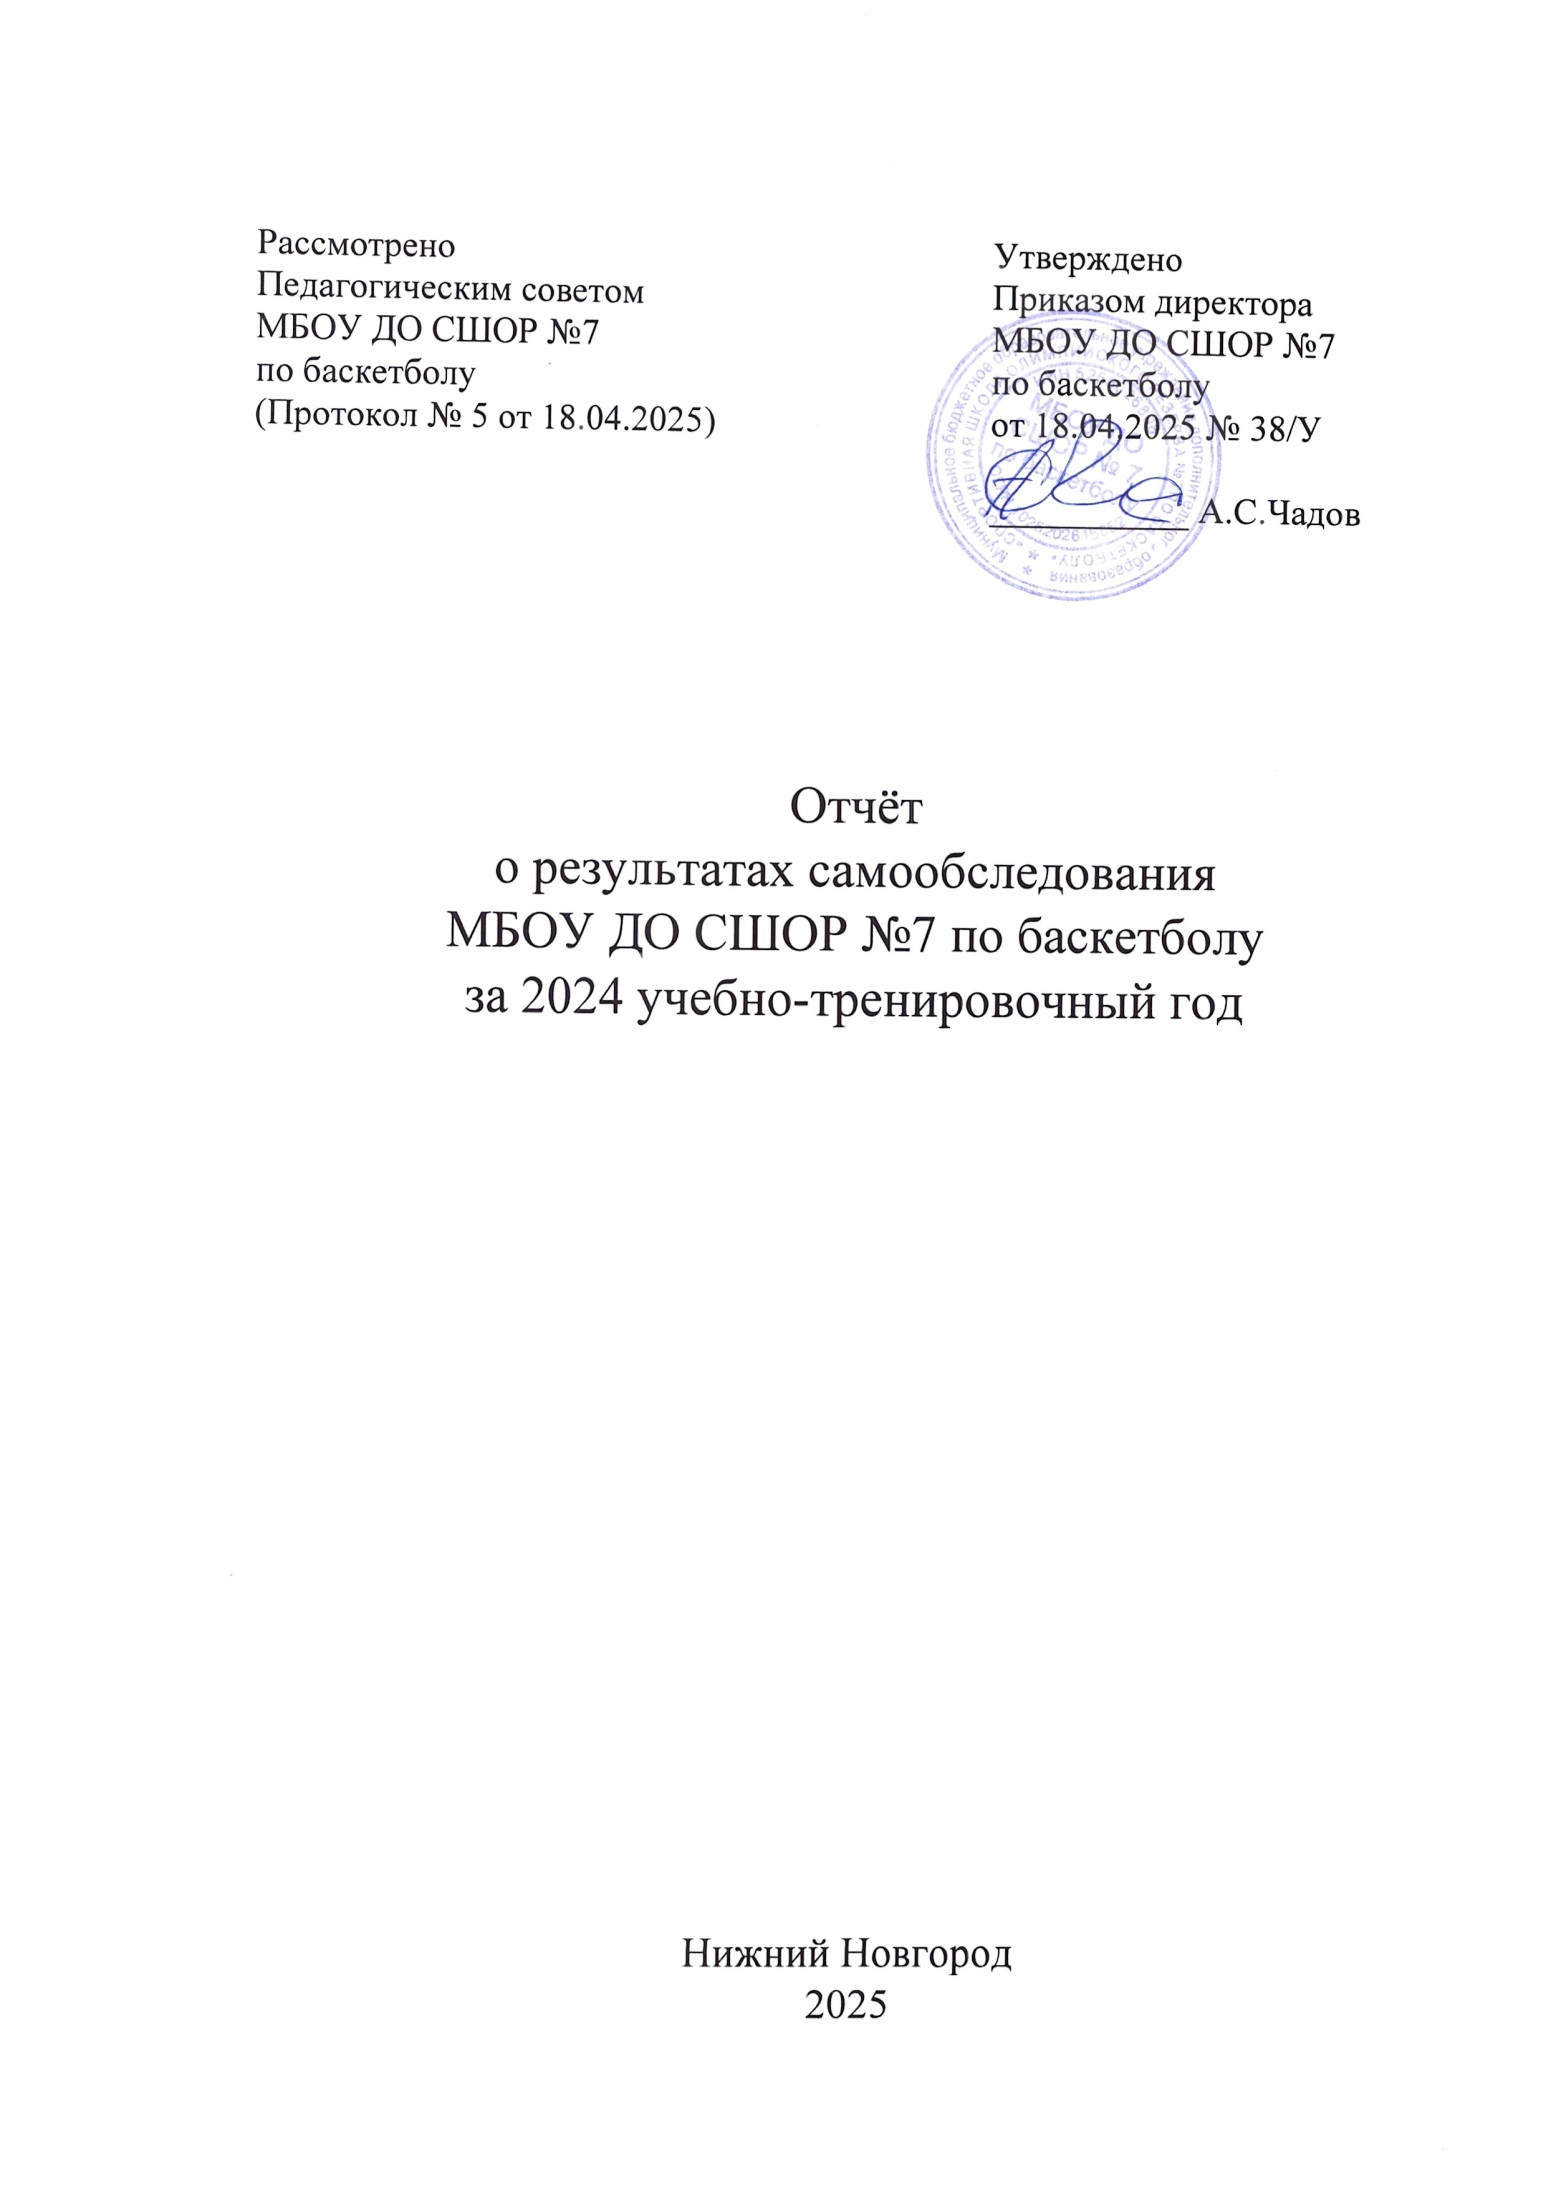 Рассмотрено
Педагогическим советом
МБОУ ДО СШОР №7
по баскетболу
(Протокол № 5 от 18.04.2025)
Утверждено
Приказом директора
МБОУ ДО СШОР №7
по баскетболу
от 18.04.2025 № 38/У
А.С.Чадов
Отчёт
о результатах самообследования
МБОУ ДО СШОР №7 по баскетболу
за 2024 учебно-тренировочный год
Нижний Новгород
2025